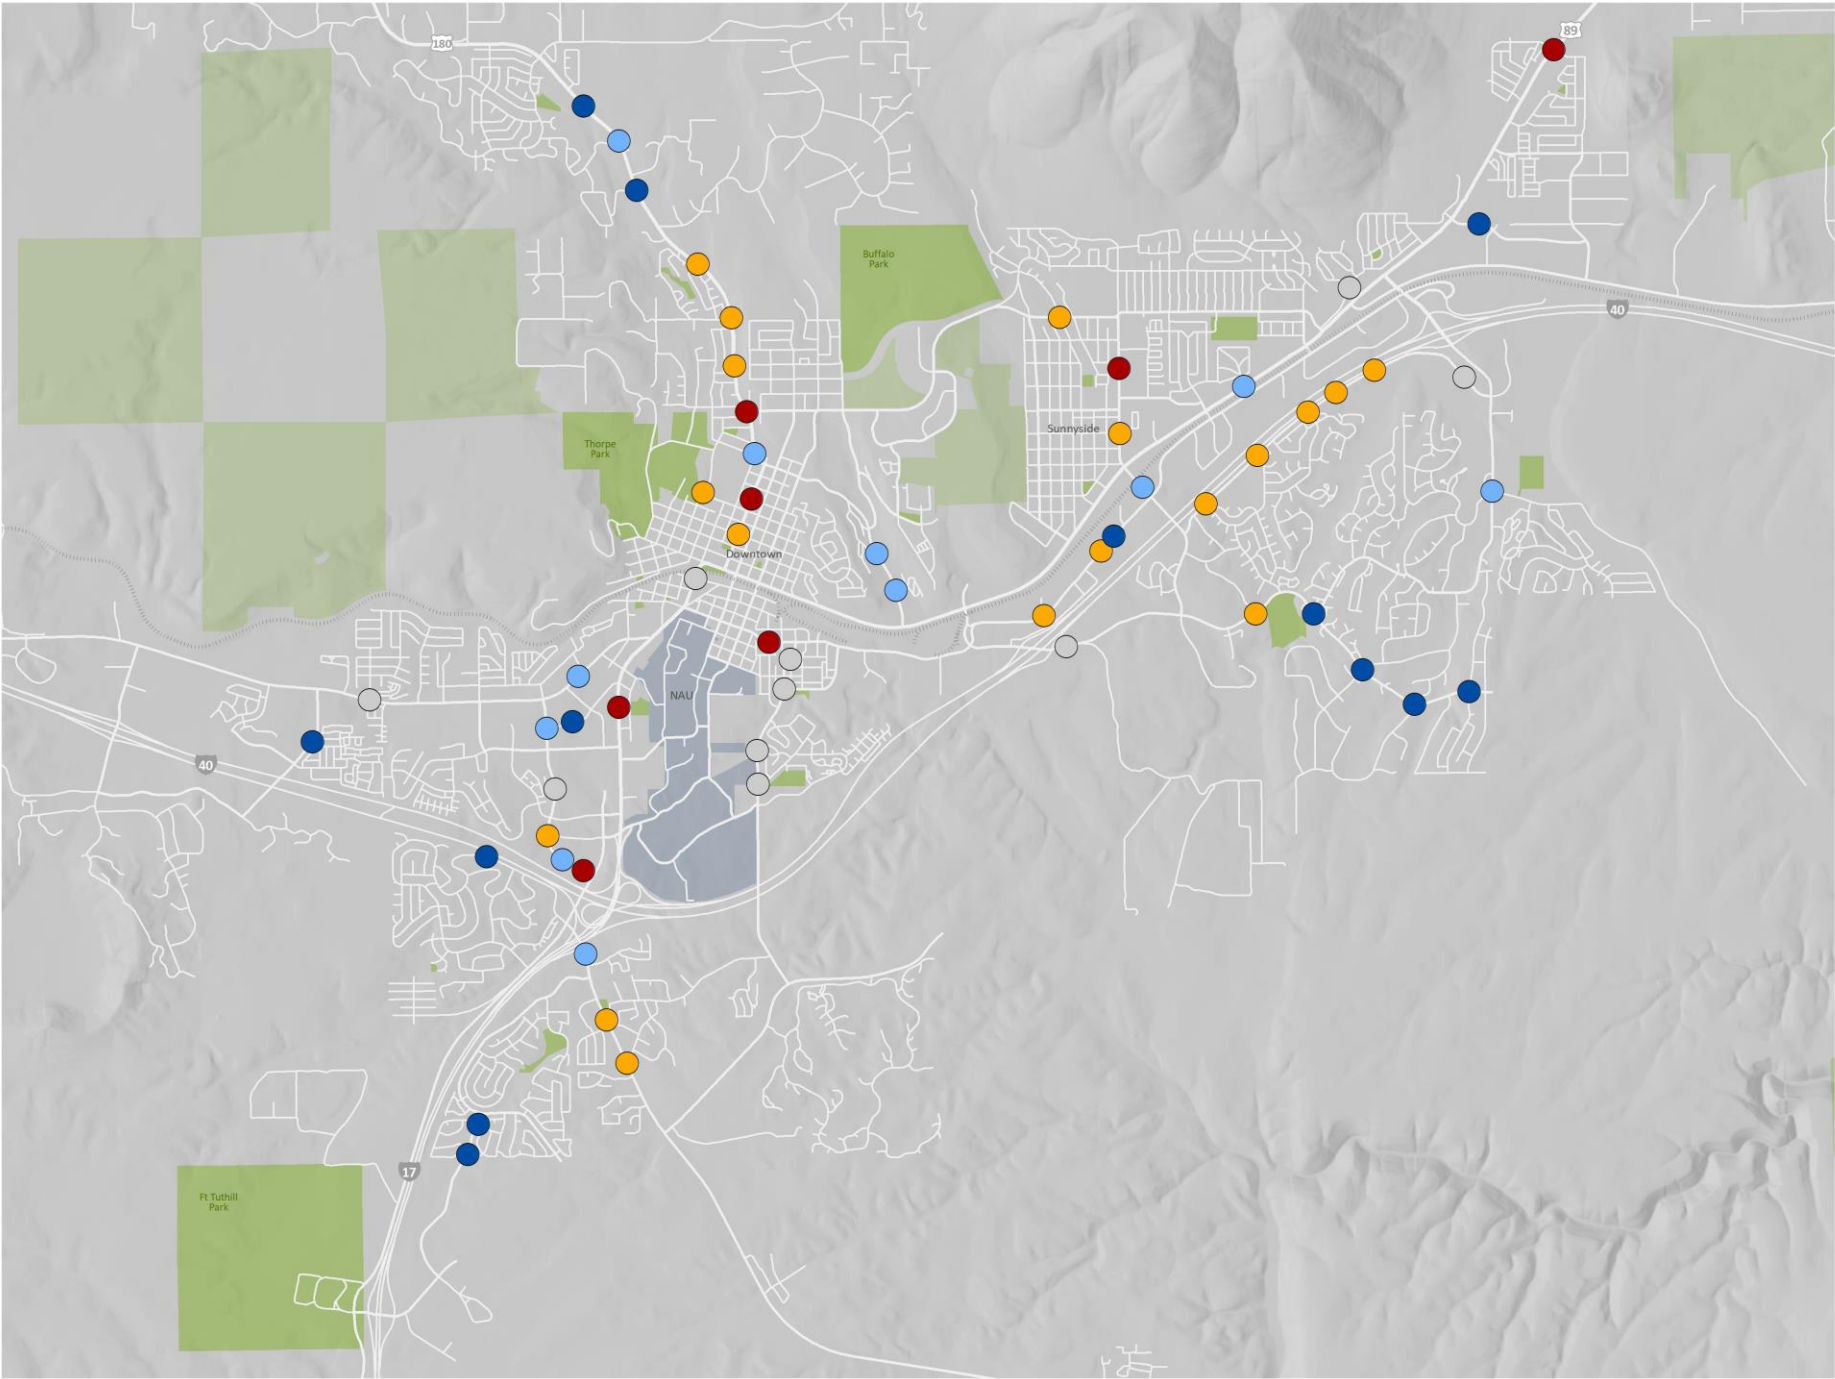 89
180
Buffalo
Park
40
Sunnyside
Thorpe
Park
Downtown
NAU
40
17
Ft Tuthill
Park